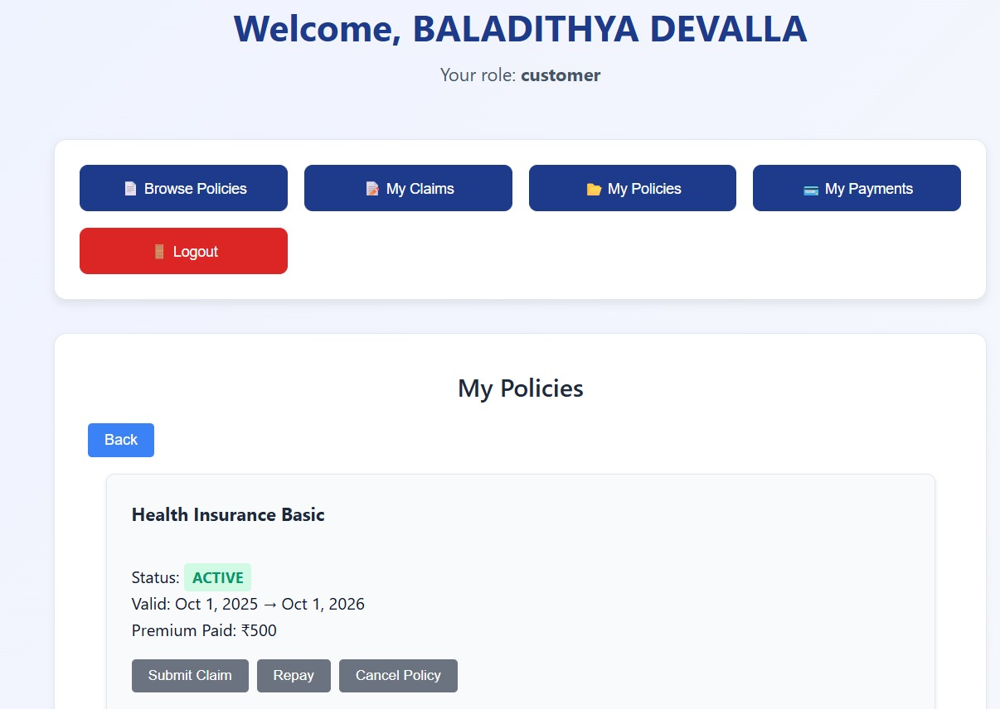 Welcome, BALADITHYA DEVALLA
Your role: customer
Browse Policies
My Claims
My Policies
My Payments
Logout
My Policies
Back
Health Insurance Basic
Status: ACTIVE
Valid: Oct 1, 2025 → Oct 1, 2026
Premium Paid: ₹500
Submit Claim
Repay
Cancel Policy